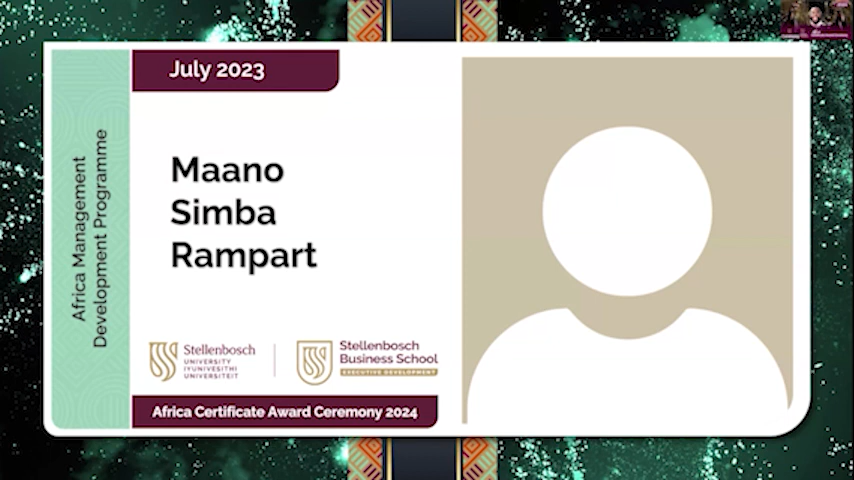 July 2023
Africa Management
Development Programme
Maano
Simba
Rampart
Stellenbosch
UNIVERSITY
IYUNIVESITHI
UNIVERSITEIT
Stellenbosch
Business School
EXECUTIVE DEVELOPMENT
Africa Certificate Award Ceremony 2024